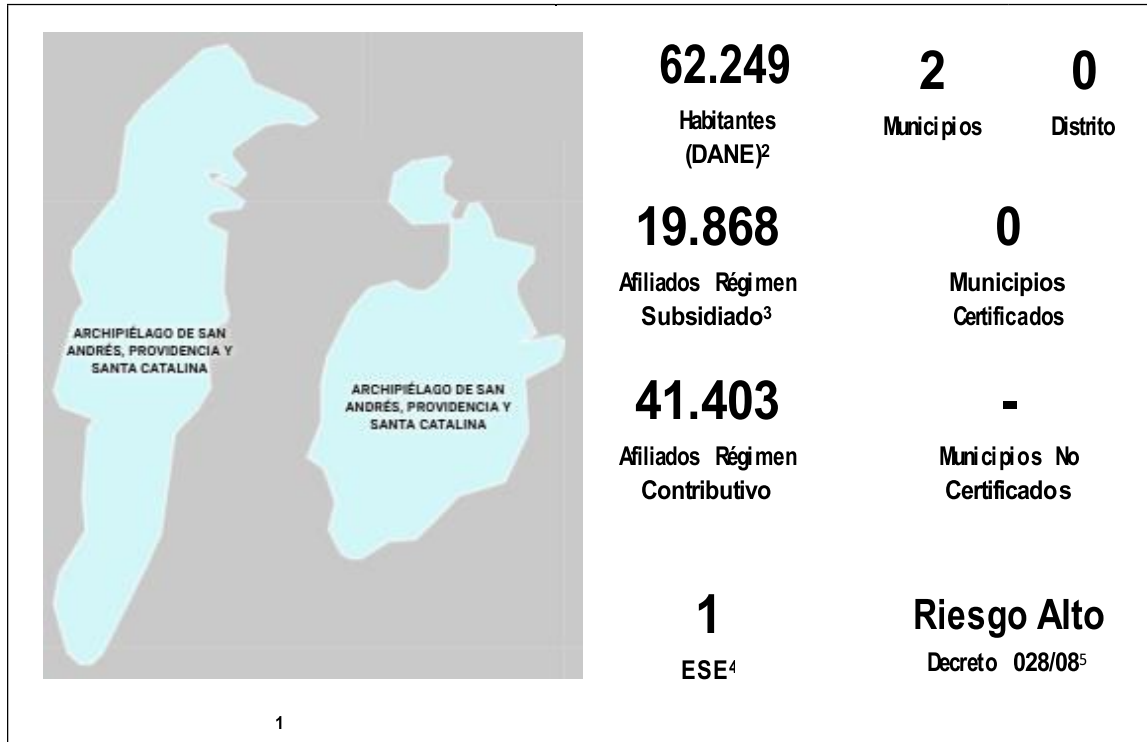 ARCHIPIÉLAGO DE SAN
ANDRÉS, PROVIDENCIA Y
SANTA CATALINA
ARCHIPIÉLAGO DE SAN
ANDRÉS, PROVIDENCIA Y
SANTA CATALINA
1
62.249
Habitantes
(DANE)²
2
Municipios
0
Distrito
19.868
Afiliados Régimen
Subsidiado³
0
Municipios
Certificados
41.403
Afiliados Régimen
Contributivo
-
Municipios No
Certificados
1
ESE⁴
Riesgo Alto
Decreto 028/08⁵